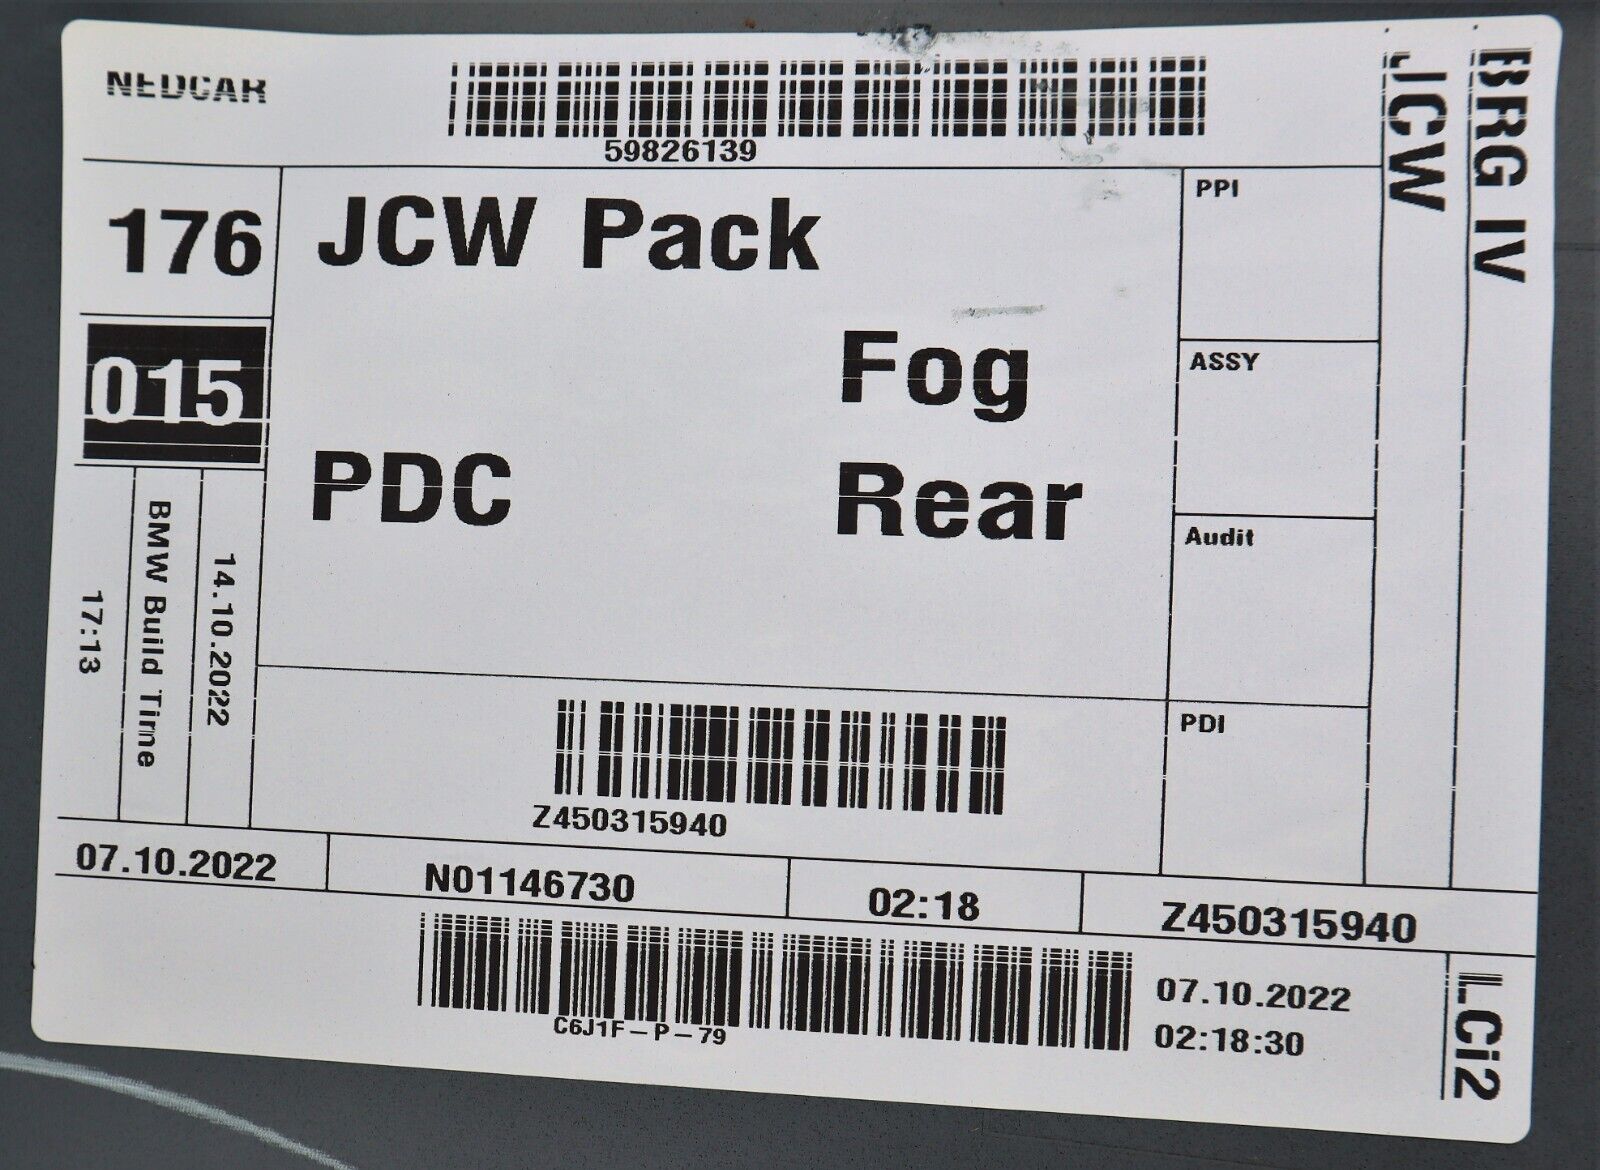 NEDCAR
59826139
BRG IV
JCW
176
JCW Pack
PPI
015
Fog
ASSY
PDC
Rear
Audit
14.10.2022
BMW Build Time
17:13
PDI
Z450315940
07.10.2022
N01146730
02:18
Z450315940
C6J1F-P-79
07.10.2022
02:18:30
LCi2